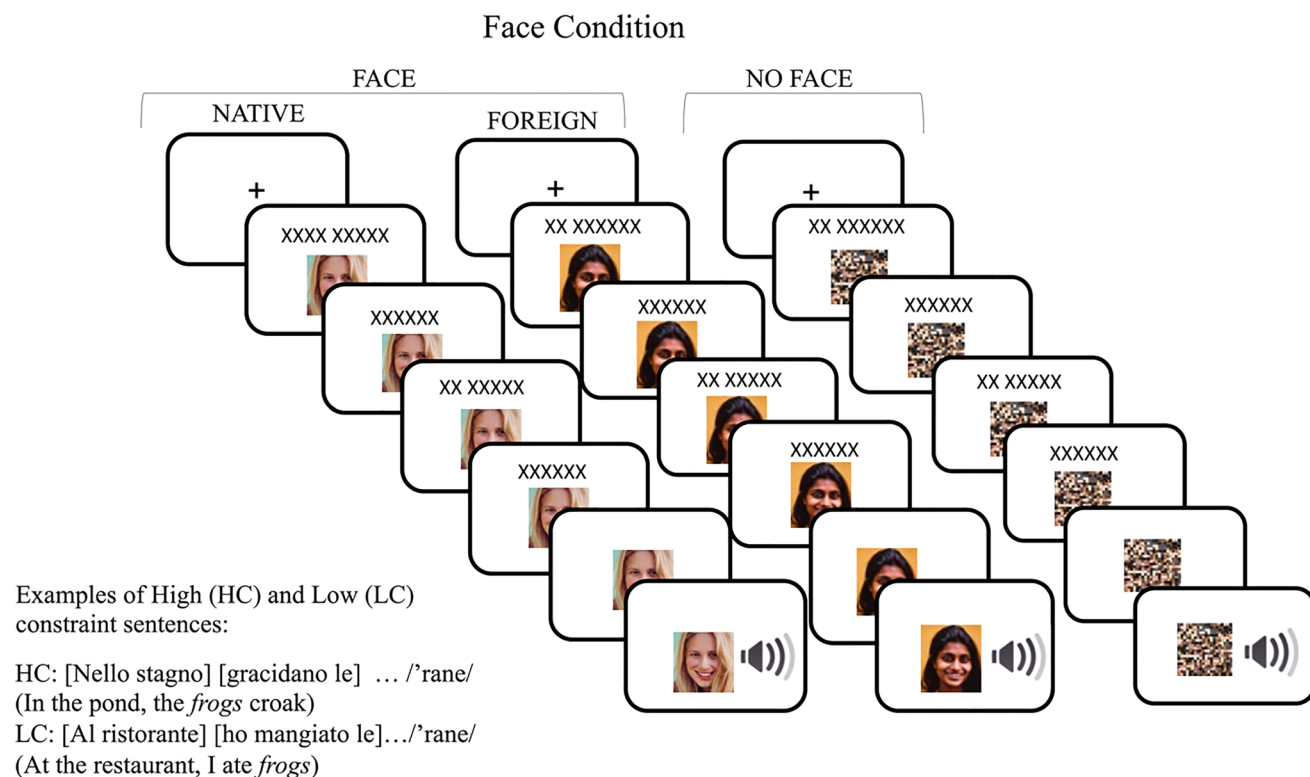 Face Condition
FACE
NO FACE
NATIVE
FOREIGN
+
+
+
XXXX XXXXX
XX XXXXXX
XX XXXXXX
XXXXXX
XXXXXX
XXXXXX
XX XXXXX
XX XXXXX
XX XXXXX
XXXXXX
XXXXXX
XXXXXX
Examples of High (HC) and Low (LC)
constraint sentences:
HC: [Nello stagno] [gracidano le] … /’rane/
(In the pond, the frogs croak)
LC: [Al ristorante] [ho mangiato le]…/’rane/
(At the restaurant, I ate frogs)